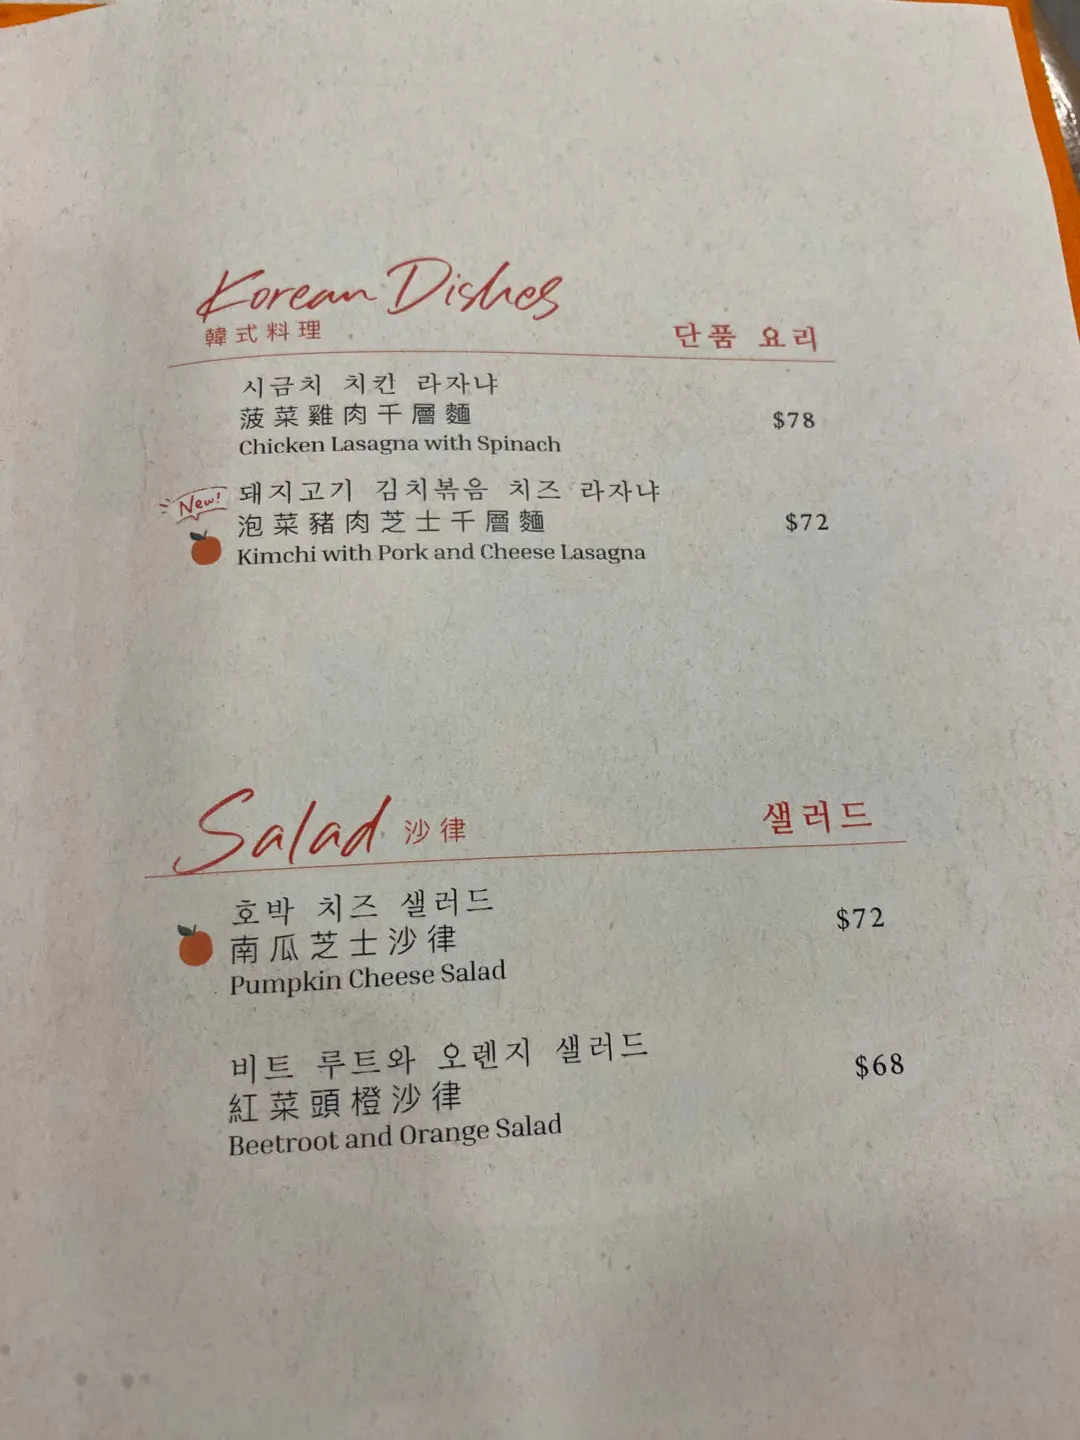 Korean Dishes
韓式料理
단품 요리
시금치 치킨 라자냐
菠菜雞肉千層麵
Chicken Lasagna with Spinach
$78
New!
돼지고기 김치볶음 치즈 라자냐
泡菜豬肉芝士千層麵
Kimchi with Pork and Cheese Lasagna
$72
Salad 沙律
샐러드
호박 치즈 샐러드
南瓜芝士沙律
Pumpkin Cheese Salad
$72
비트 루트와 오렌지 샐러드
紅菜頭橙沙律
Beetroot and Orange Salad
$68